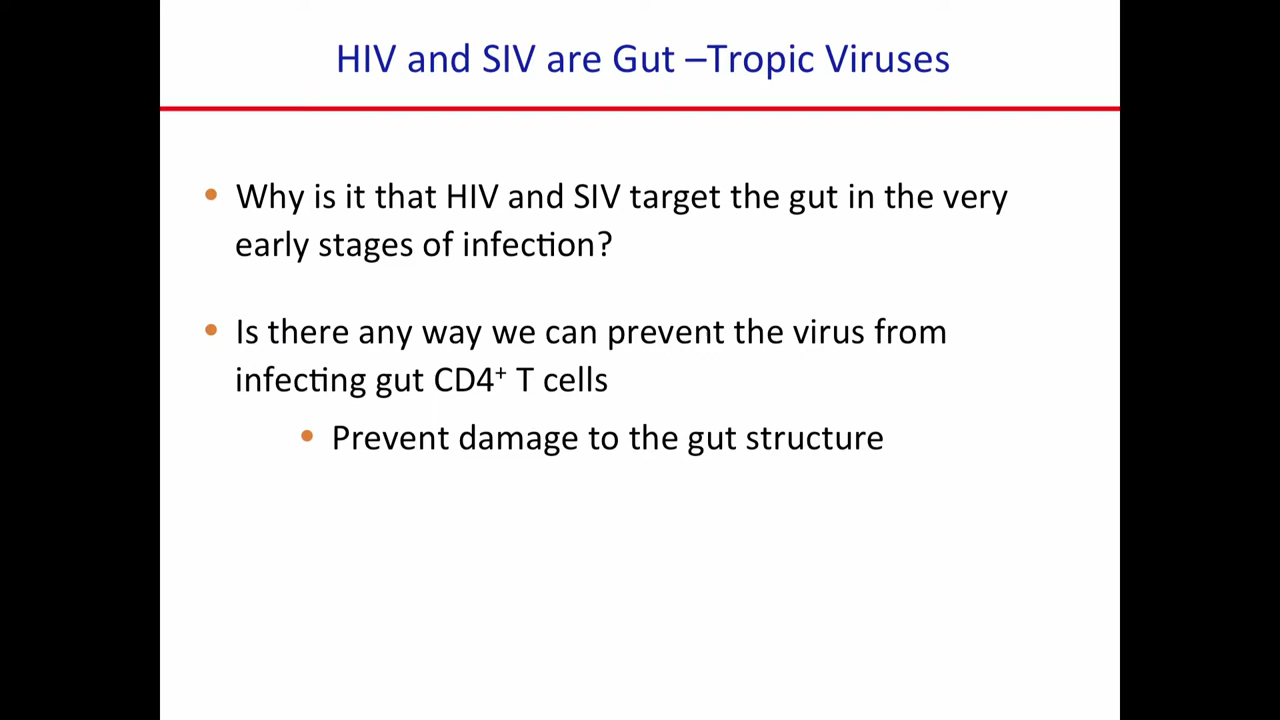 HIV and SIV are Gut –Tropic Viruses
• Why is it that HIV and SIV target the gut in the very
early stages of infection?
• Is there any way we can prevent the virus from
infecting gut CD4⁺ T cells
• Prevent damage to the gut structure